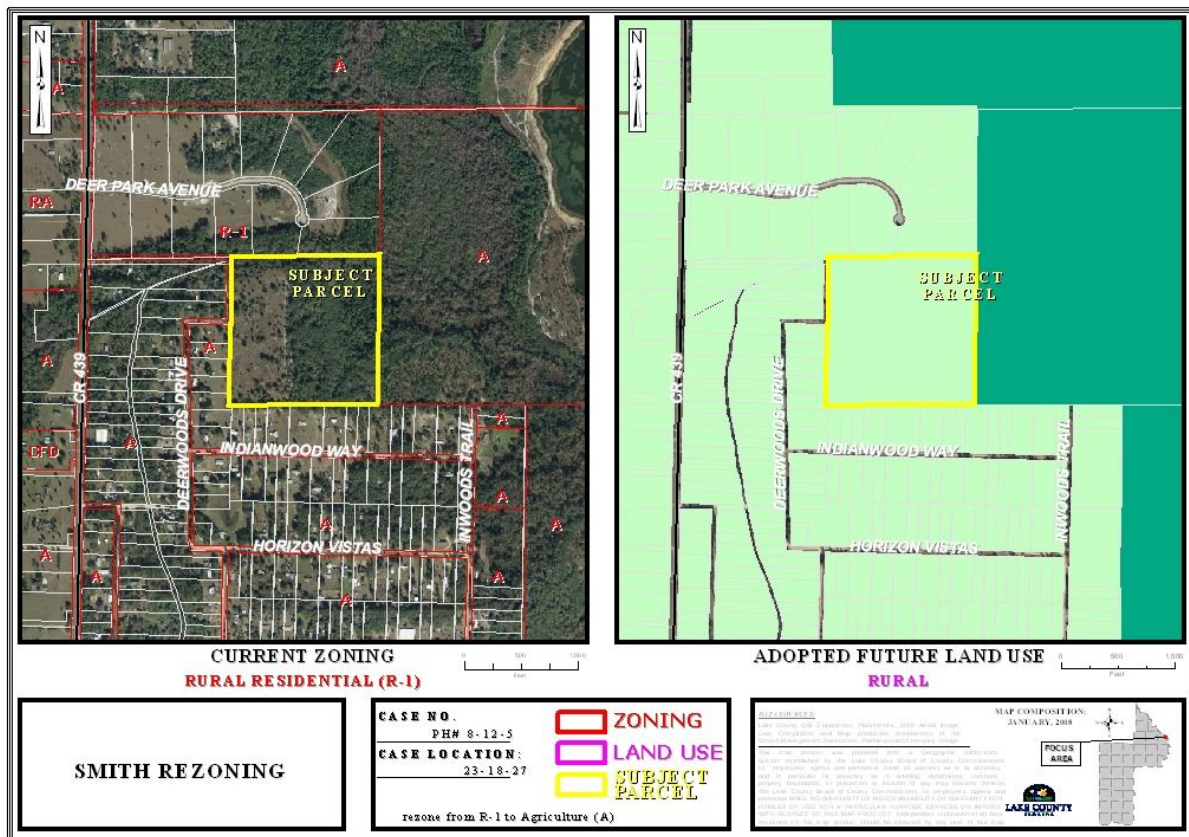 N
A
A
DEER PARK AVENUE
RA
R-1
A
SUBJECT
PARCEL
A
A
CR 439
DEERWOODS DRIVE
A
CFD
INDIANWOOD WAY
INWOODS TRAIL
A
A
A
A
HORIZON VISTAS
A
A
A
A
CURRENT ZONING
RURAL RESIDENTIAL (R-1)
0 500 1,000
Feet
N
DEER PARK AVENUE
SUBJECT
PARCEL
CR 439
DEERWOODS DRIVE
INDIANWOOD WAY
INWOODS TRAIL
HORIZON VISTAS
ADOPTED FUTURE LAND USE
RURAL
0 500 1,000
Feet
SMITH REZONING
CASE NO.
PH# 8-12-5
CASE LOCATION:
23-18-27
ZONING
LAND USE
SUBJECT
PARCEL
rezone from R-1 to Agriculture (A)
DATA SOURCES:
MAP COMPOSITION:
JANUARY, 2008
FOCUS
AREA
LAKE COUNTY
FLORIDA